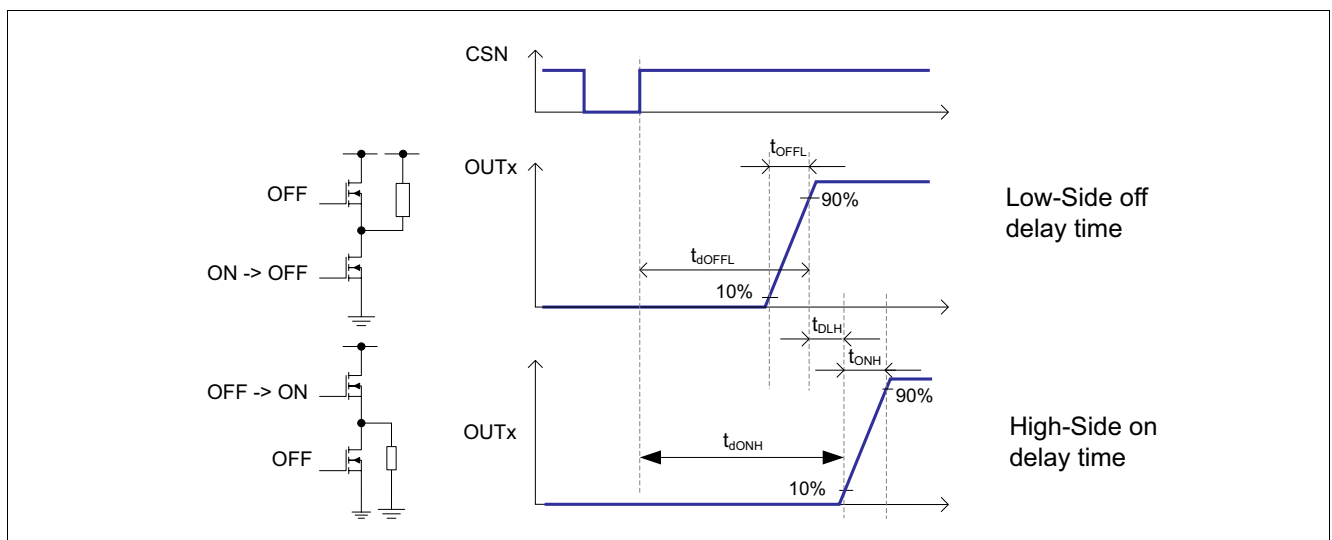 CSN
OUTx
tOFFL
90%
Low-Side off
delay time
OFF
ON -> OFF
tdOFFL
10%
tDLH
tONH
OFF -> ON
OFF
OUTx
90%
High-Side on
delay time
tdONH
10%